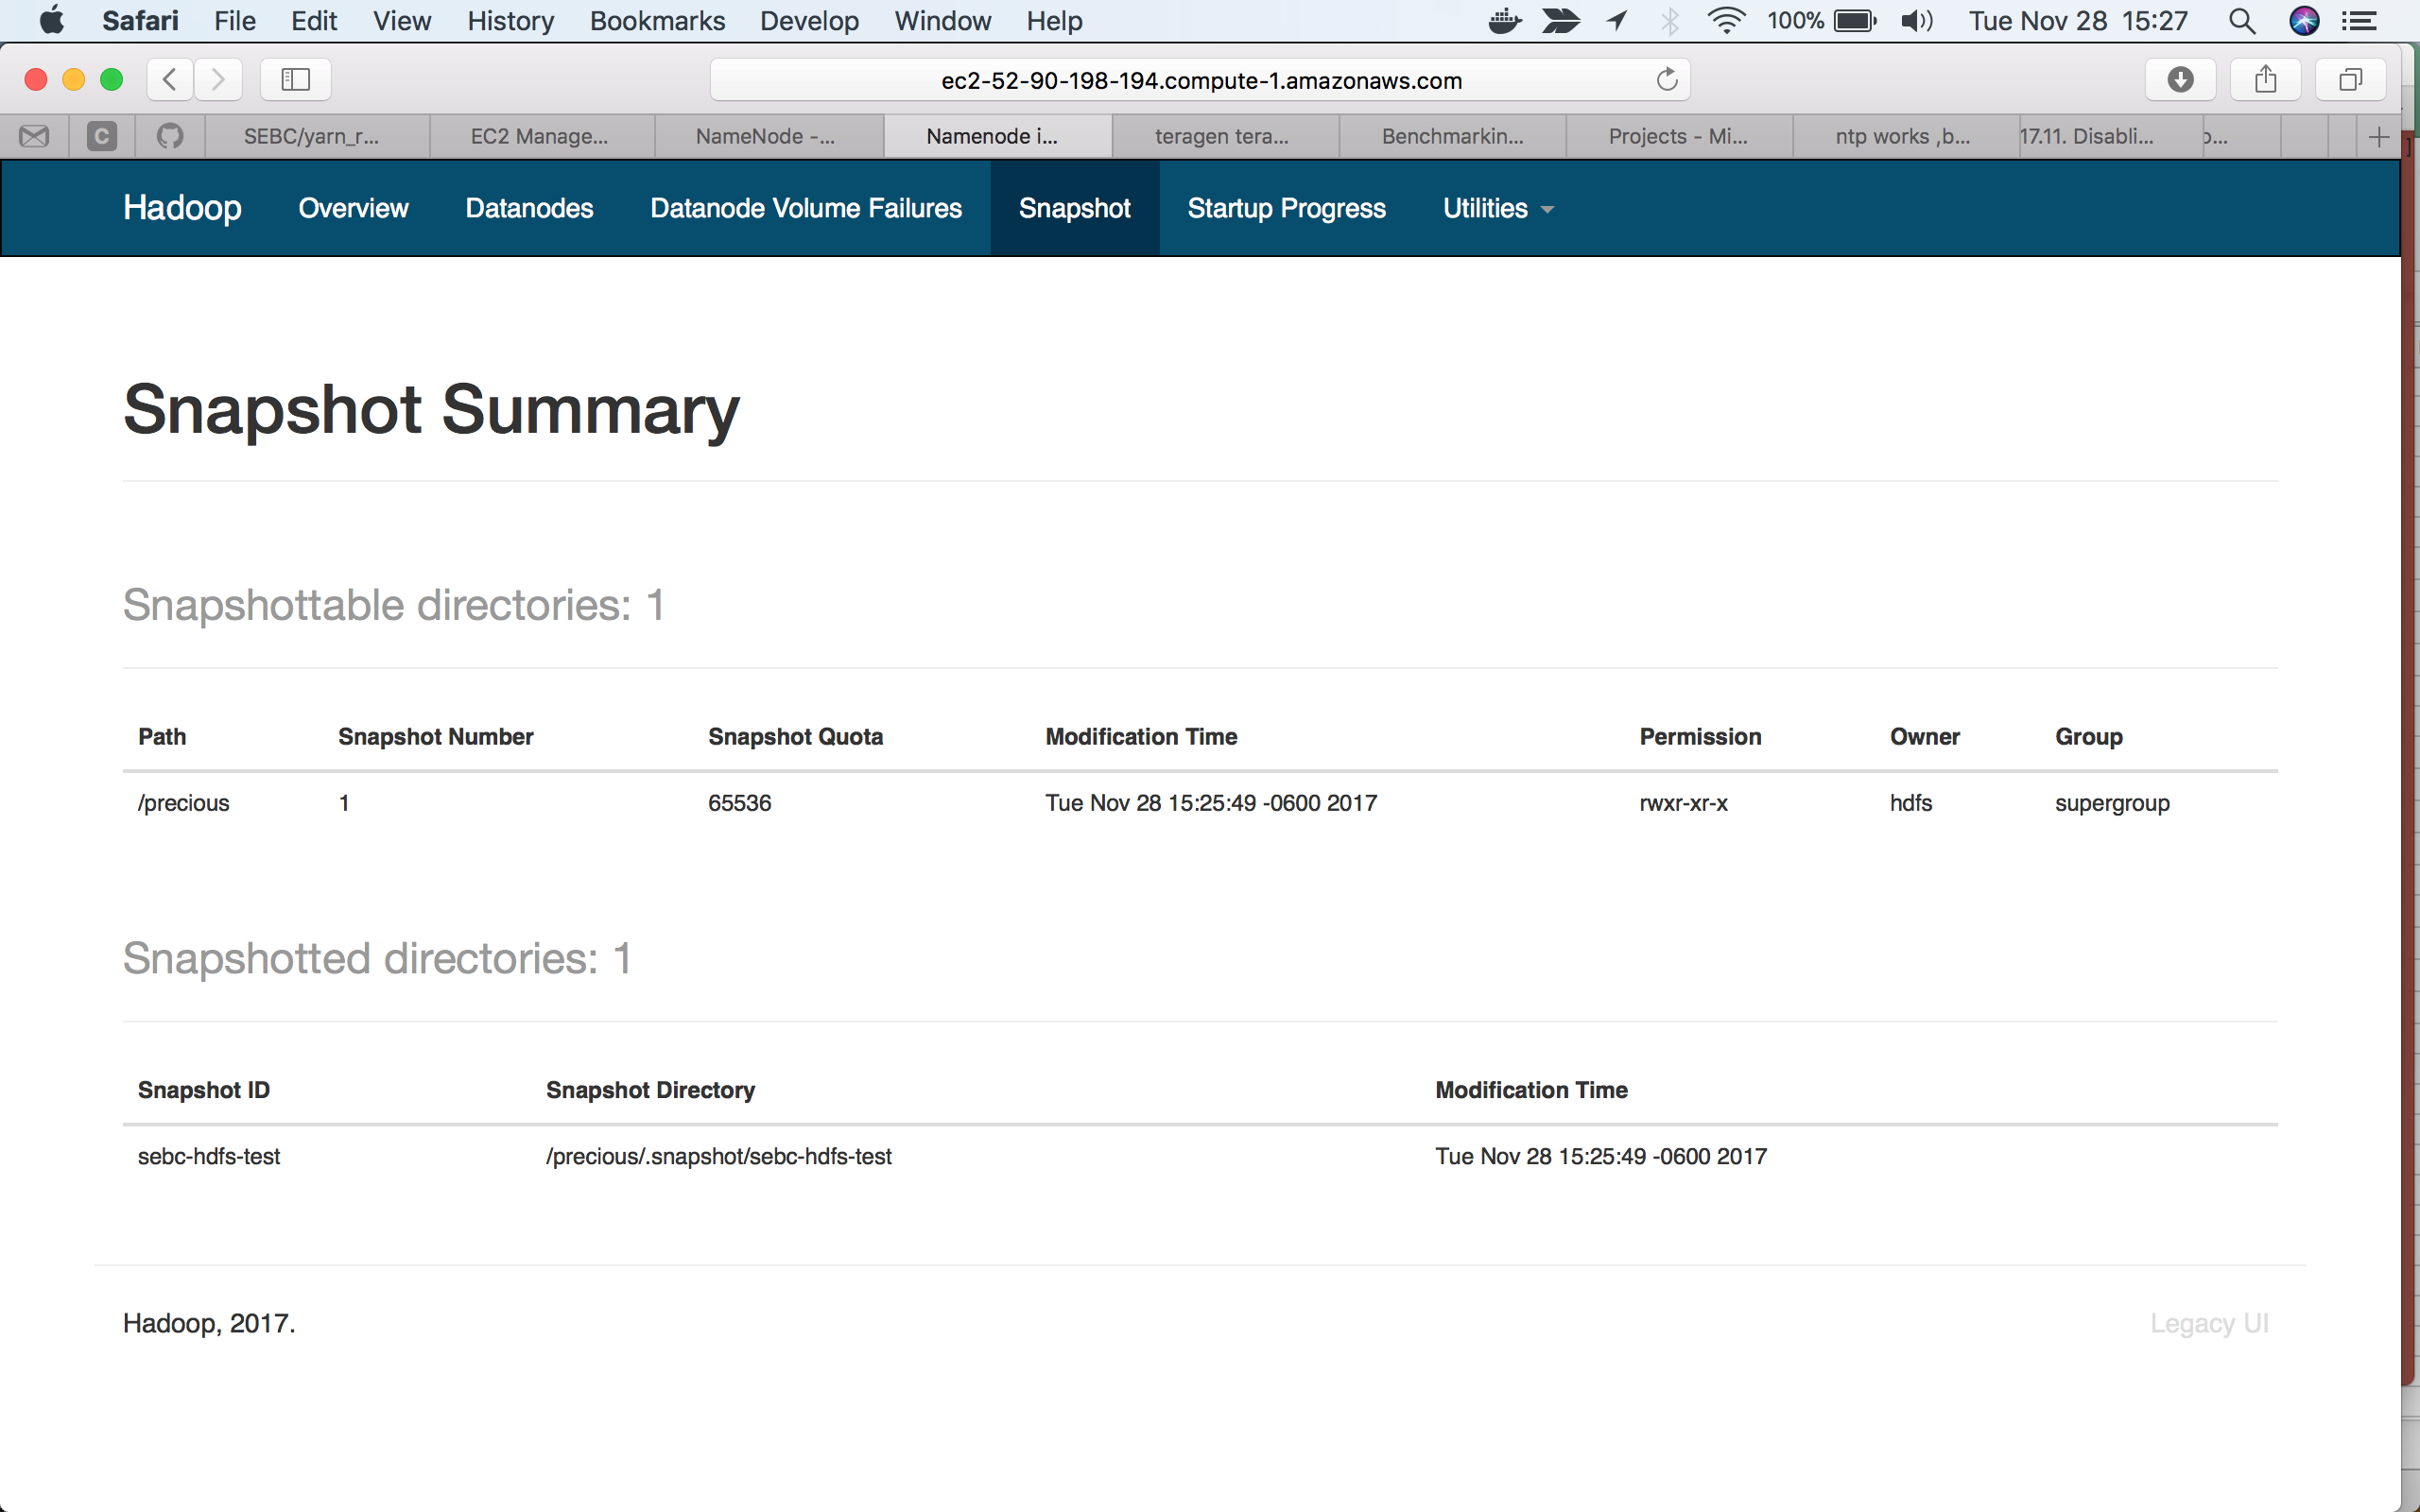 Safari File Edit View History Bookmarks Develop Window Help 100% Tue Nov 28 15:27
ec2-52-90-198-194.compute-1.amazonaws.com
C SEBC/yarn_r... EC2 Manage... NameNode -... Namenode i... teragen tera... Benchmarkin... Projects - Mi... ntp works ,b... 17.11. Disabli...
Hadoop Overview Datanodes Datanode Volume Failures Snapshot Startup Progress Utilities
Snapshot Summary
Snapshottable directories: 1
Path Snapshot Number Snapshot Quota Modification Time Permission Owner Group
/precious 1 65536 Tue Nov 28 15:25:49 -0600 2017 rwxr-xr-x hdfs supergroup
Snapshotted directories: 1
Snapshot ID Snapshot Directory Modification Time
sebc-hdfs-test /precious/.snapshot/sebc-hdfs-test Tue Nov 28 15:25:49 -0600 2017
Hadoop, 2017. Legacy UI